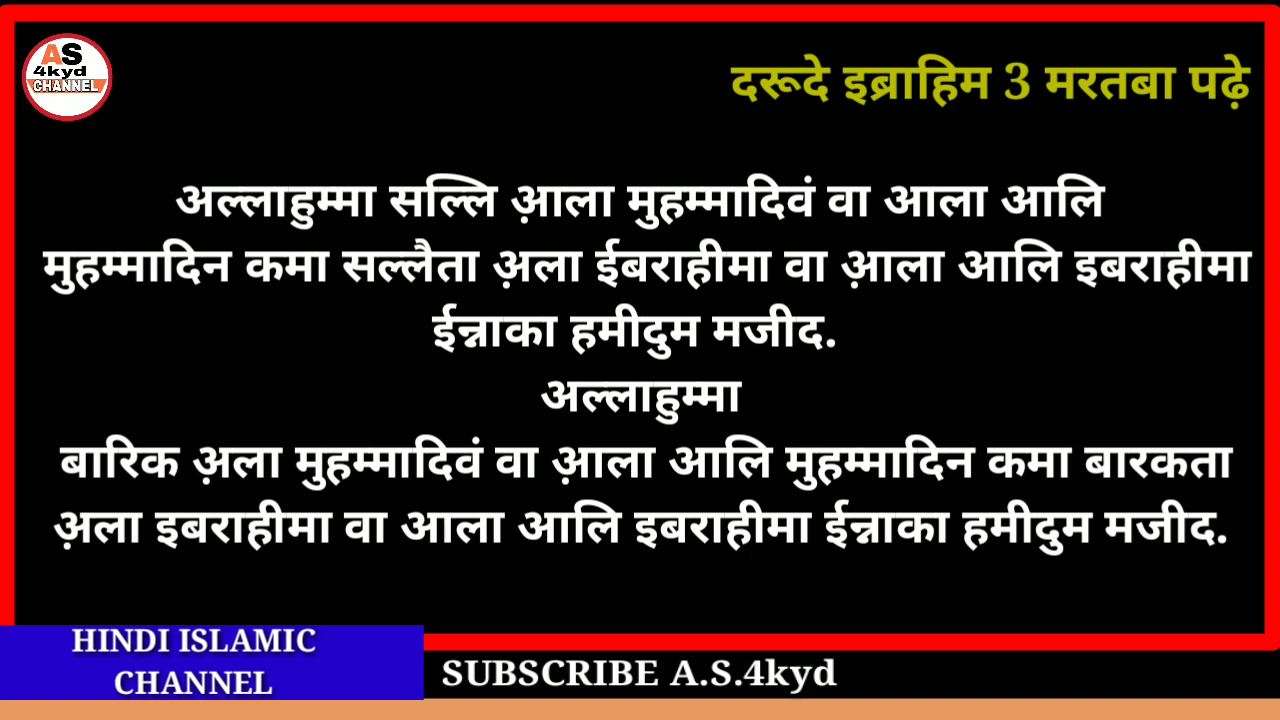 AS
4kyd
CHANNEL
दरूदे इब्राहिम 3 मरतबा पढ़े
अल्लाहुम्मा सल्लि आ़ला मुहम्मादिवं वा आला आलि
मुहम्मादिन कमा सल्लैता अ़ला ईबराहीमा वा आ़ला आलि इबराहीमा
ईन्नाका हमीदुम मजीद.
अल्लाहुम्मा
बारिक अ़ला मुहम्मादिवं वा आ़ला आलि मुहम्मादिन कमा बारकता
अ़ला इबराहीमा वा आला आलि इबराहीमा ईन्नाका हमीदुम मजीद.
HINDI ISLAMIC
CHANNEL
SUBSCRIBE A.S.4kyd